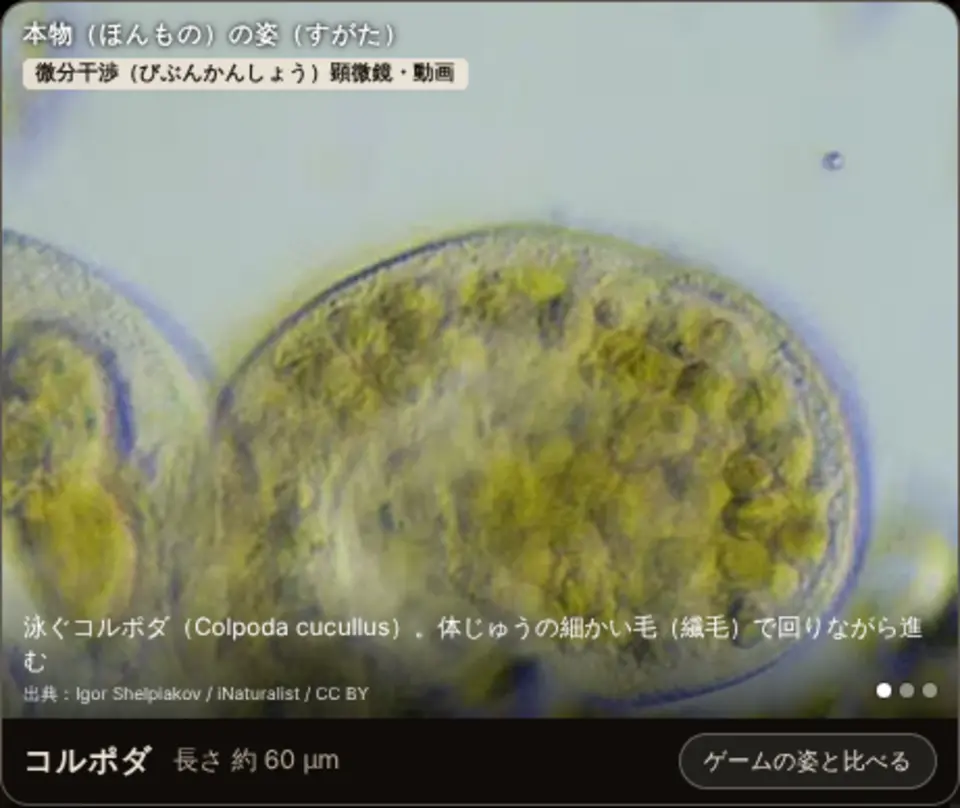 本物（ほんもの）の姿（すがた）
微分干渉（びぶんかんしょう）顕微鏡・動画
泳ぐコルポダ（Colpoda cucullus）。体じゅうの細かい毛（繊毛）で回りながら進
む
出典：Igor Shelpiakov / iNaturalist / CC BY
コルポダ 長さ 約 60 µm
ゲームの姿と比べる